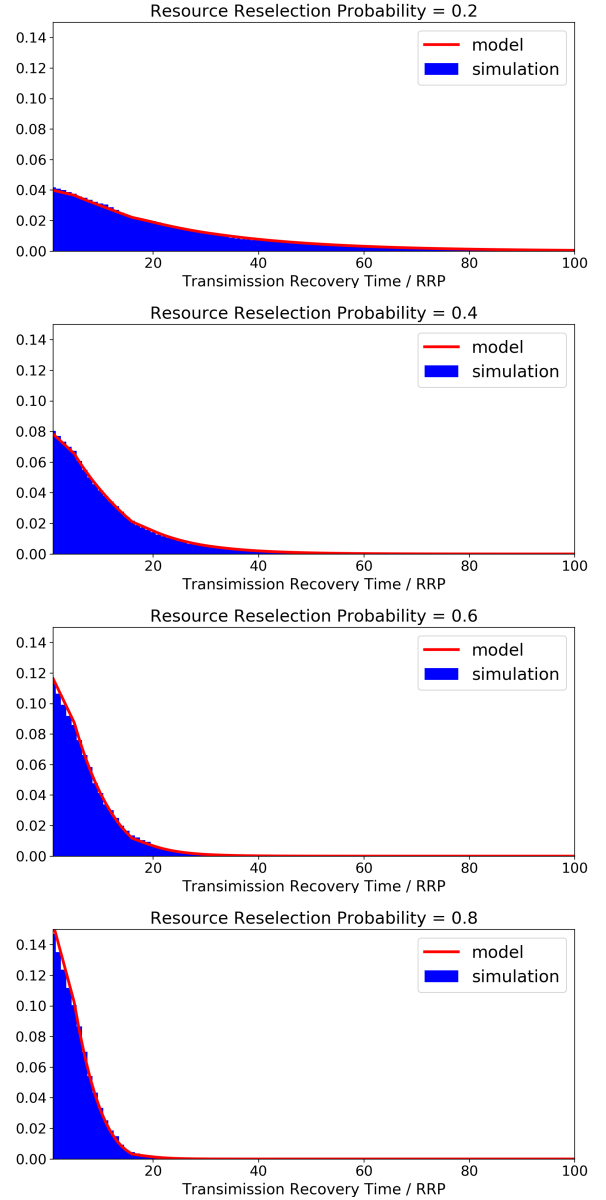 Resource Reselection Probability = 0.2
0.14
0.12
0.10
0.08
0.06
0.04
0.02
0.00
model
simulation
20 40 60 80 100
Transimission Recovery Time / RRP
Resource Reselection Probability = 0.4
0.14
0.12
0.10
0.08
0.06
0.04
0.02
0.00
model
simulation
20 40 60 80 100
Transimission Recovery Time / RRP
Resource Reselection Probability = 0.6
0.14
0.12
0.10
0.08
0.06
0.04
0.02
0.00
model
simulation
20 40 60 80 100
Transimission Recovery Time / RRP
Resource Reselection Probability = 0.8
0.14
0.12
0.10
0.08
0.06
0.04
0.02
0.00
model
simulation
20 40 60 80 100
Transimission Recovery Time / RRP